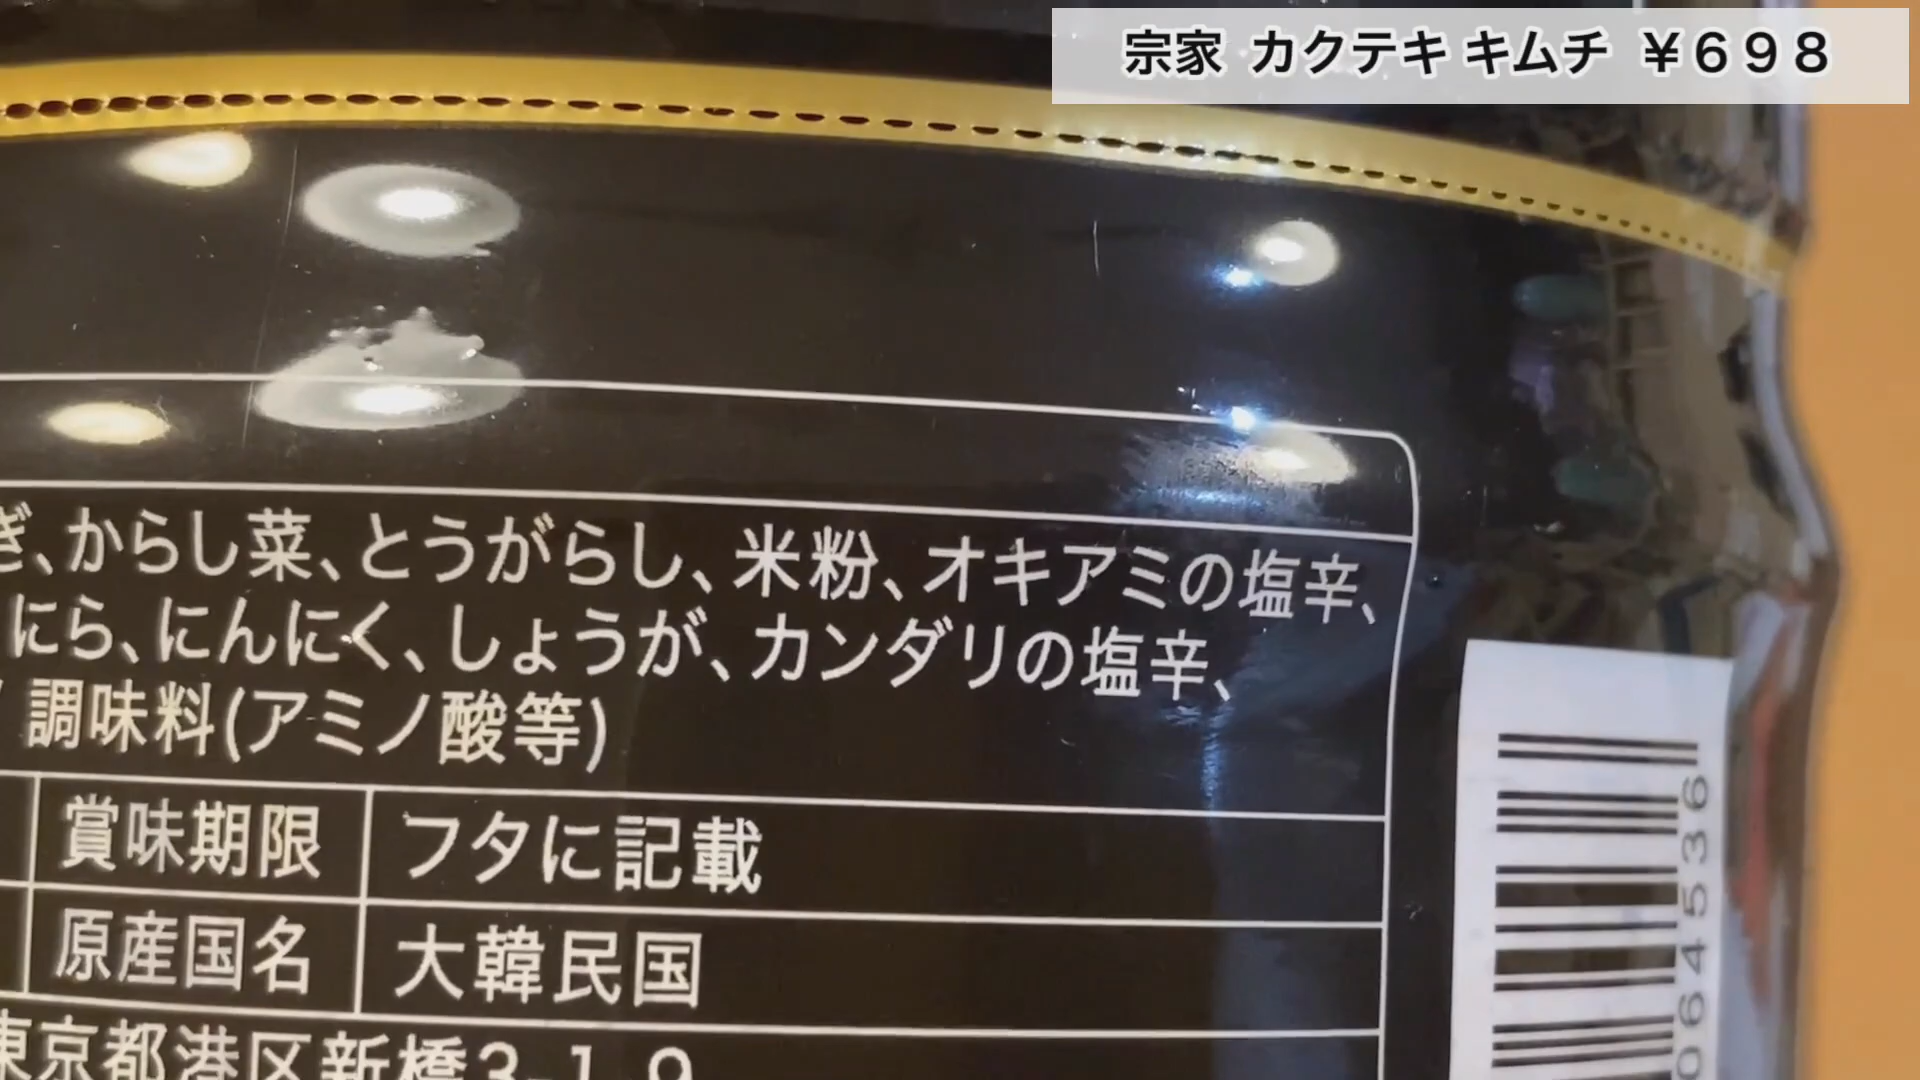 宗家 カクテキ キムチ ￥６９８
ぎ、からし菜、とうがらし、米粉、オキアミの塩辛、
にら、にんにく、しょうが、カンダリの塩辛、
/ 調味料(アミノ酸等)
賞味期限 フタに記載
原産国名 大韓民国
東京都港区新橋3-1-9
064536